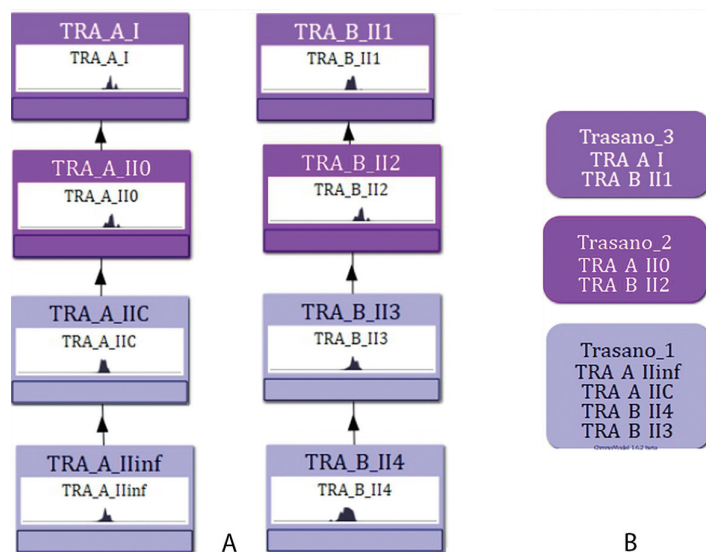 TRA_A_I
TRA_A_I
TRA_A_II0
TRA_A_II0
TRA_A_IIC
TRA_A_IIC
TRA_A_IIinf
TRA_A_IIinf
TRA_B_II1
TRA_B_II1
TRA_B_II2
TRA_B_II2
TRA_B_II3
TRA_B_II3
TRA_B_II4
TRA_B_II4
A
Trasano_3
TRA A I
TRA B II1
Trasano_2
TRA A II0
TRA B II2
Trasano_1
TRA A IIinf
TRA A IIC
TRA B II4
TRA B II3
B